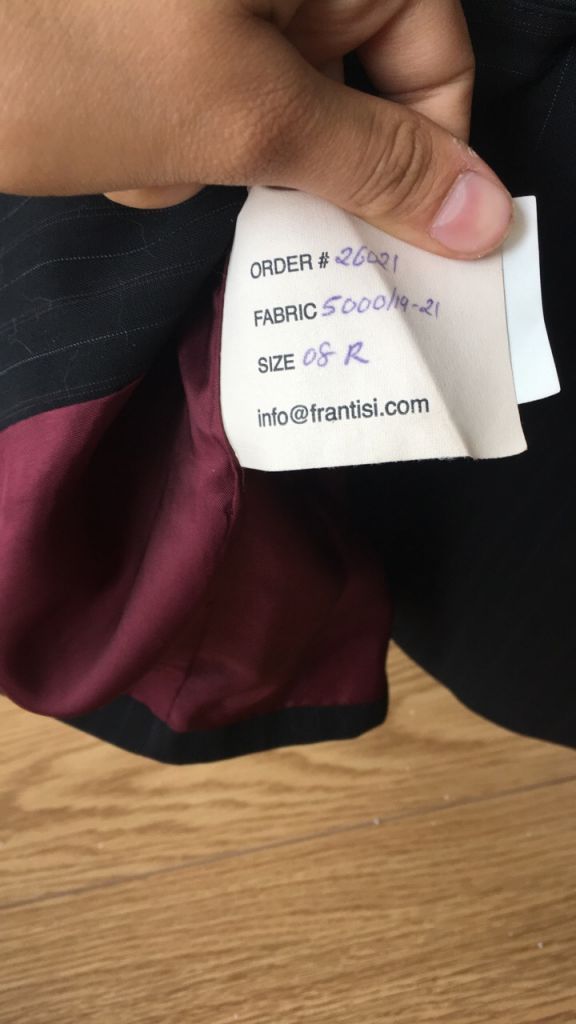 ORDER # 26021
FABRIC 5000/19-21
SIZE 08 R
info@frantisi.com